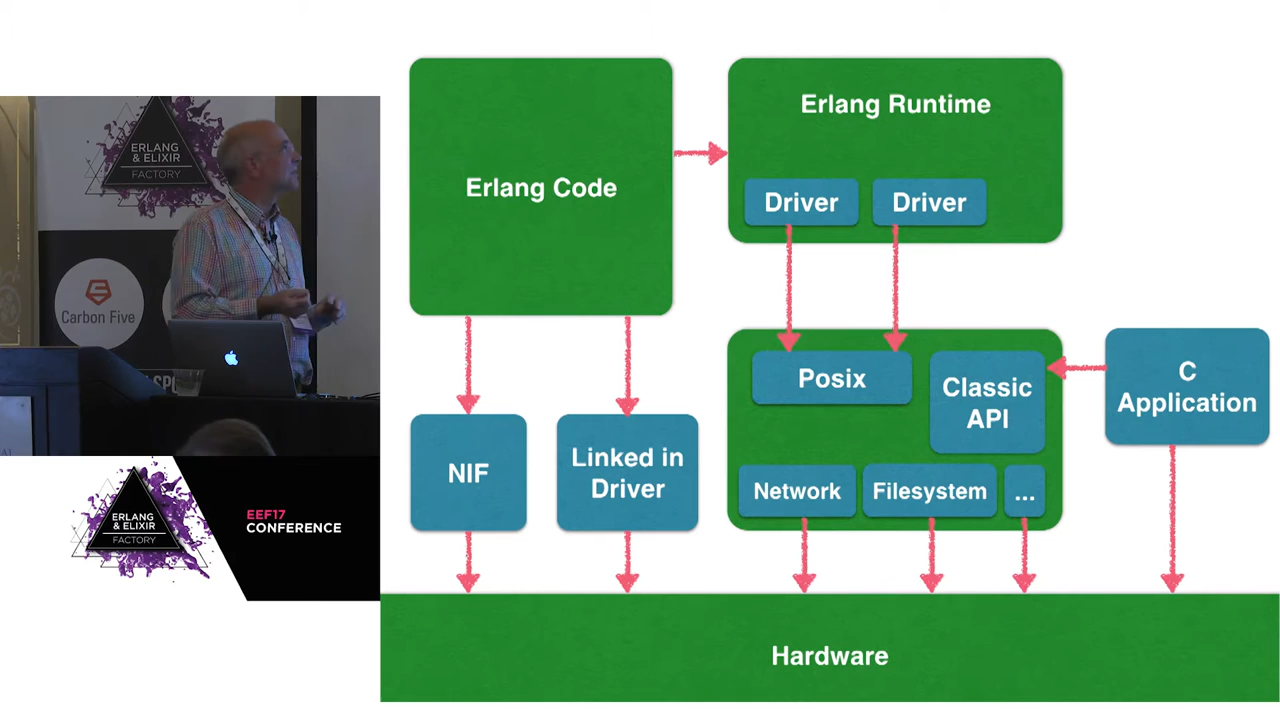 ERLANG
& ELIXIR
FACTORY
Carbon Five
ERLANG
& ELIXIR
FACTORY
EEF17
CONFERENCE
Erlang Code
Erlang Runtime
Driver
Driver
NIF
Linked in
Driver
Posix
Classic
API
Network
Filesystem
...
C
Application
Hardware